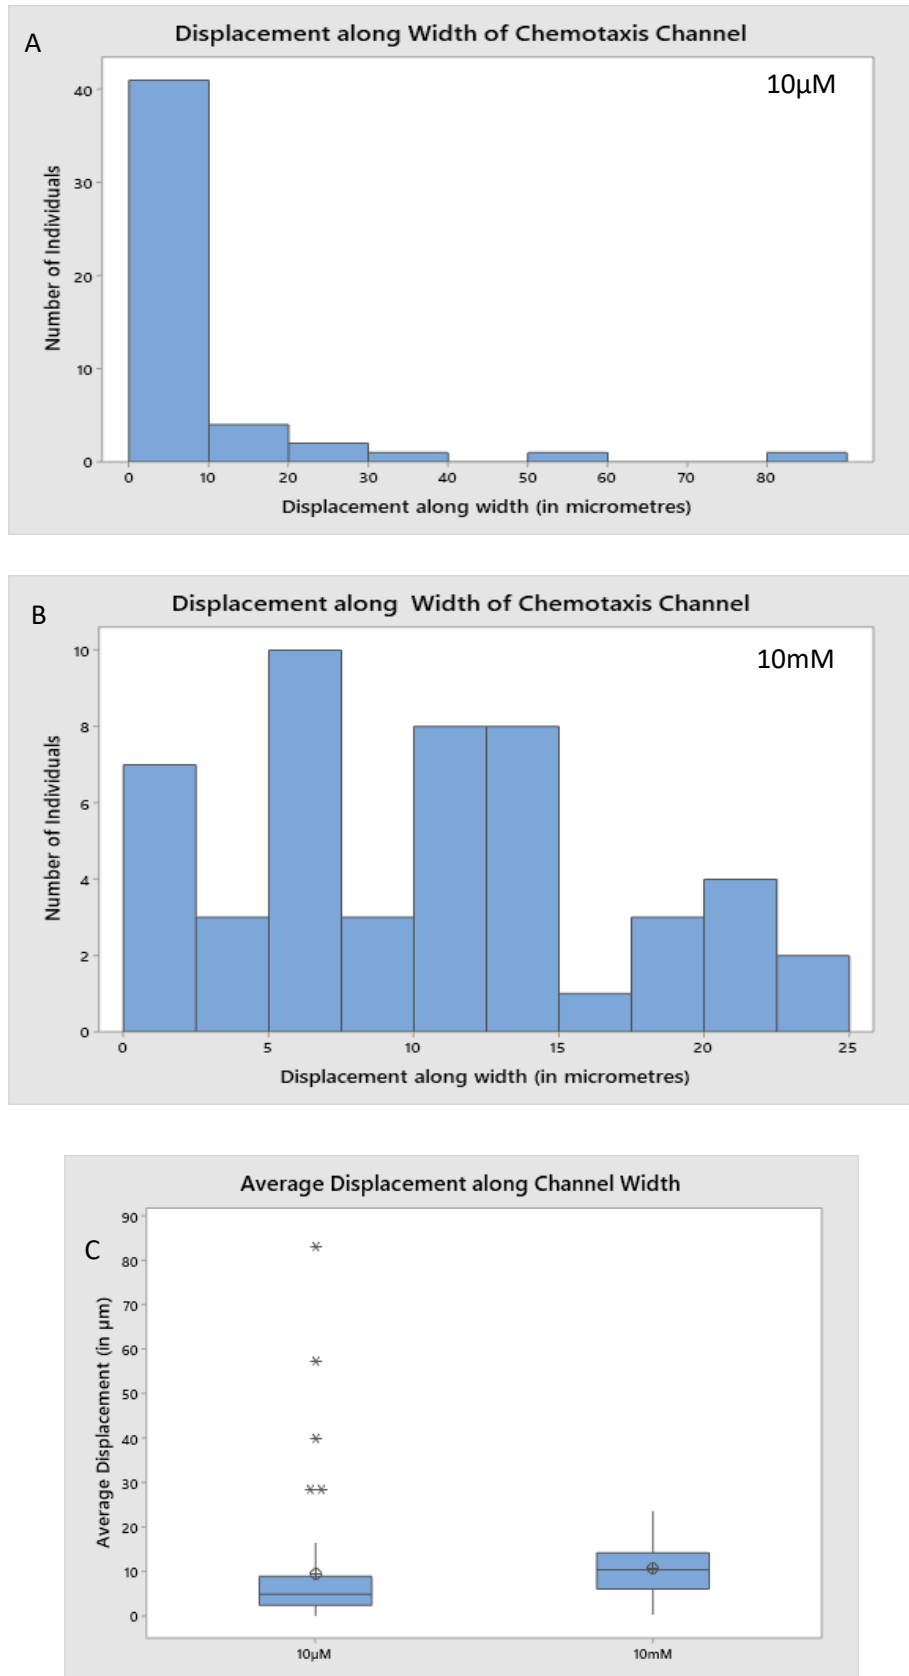 A
Displacement along Width of Chemotaxis Channel
10µM
40
30
20
10
0
Number of Individuals
0 10 20 30 40 50 60 70 80
Displacement along width (in micrometres)
B
Displacement along Width of Chemotaxis Channel
10mM
10
8
6
4
2
0
Number of Individuals
0 5 10 15 20 25
Displacement along width (in micrometres)
Average Displacement along Channel Width
C
90
80
70
60
50
40
30
20
10
0
Average Displacement (in µm)
10µM 10mM